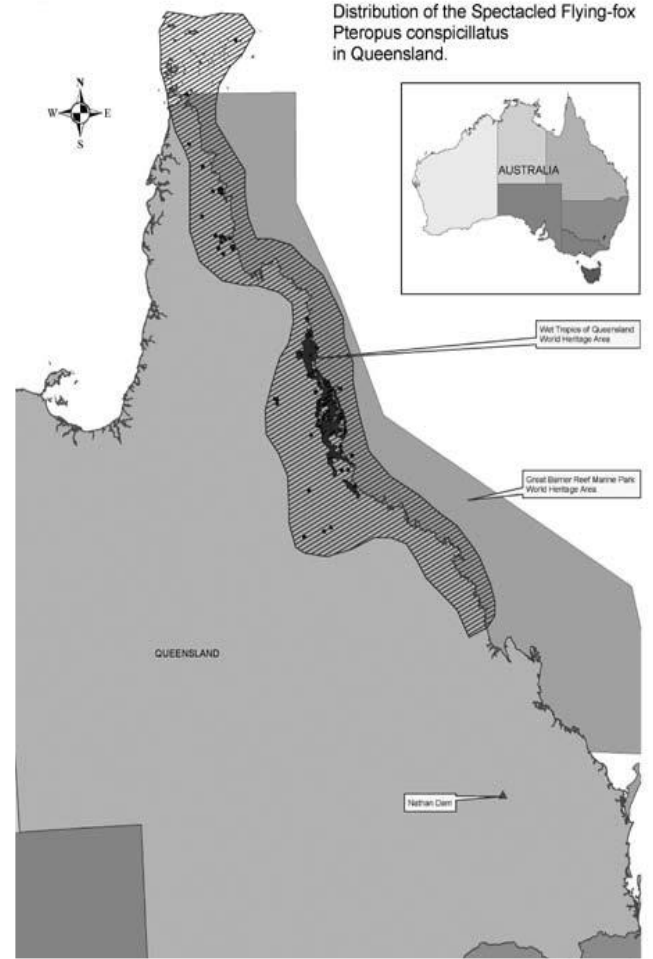 Distribution of the Spectacled Flying-fox
Pteropus conspicillatus
in Queensland.
N
W E
S
AUSTRALIA
Wet Tropics of Queensland
World Heritage Area
Great Barrier Reef Marine Park
World Heritage Area
QUEENSLAND
Nathan Dam